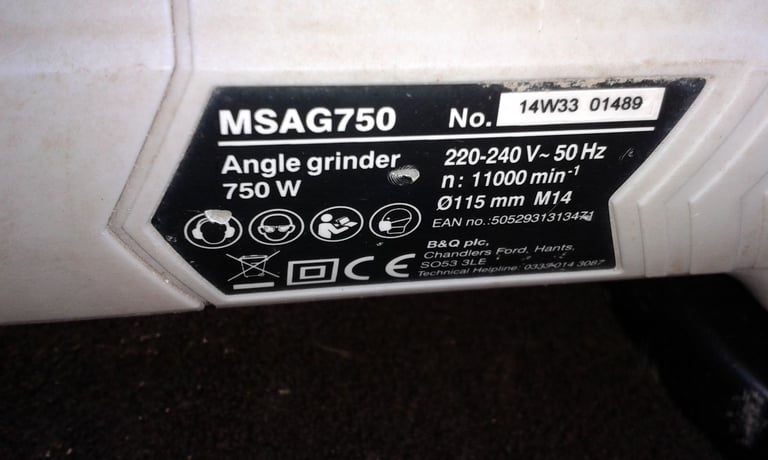 MSAG750 No. 14W33 01489
Angle grinder
750 W
220-240 V~ 50 Hz
n: 11000 min-1
Ø115 mm M14
EAN no.:5052931313471
B&Q plc,
Chandlers Ford, Hants,
SO53 3LE
Technical Helpline: 0333 014 3087
CE